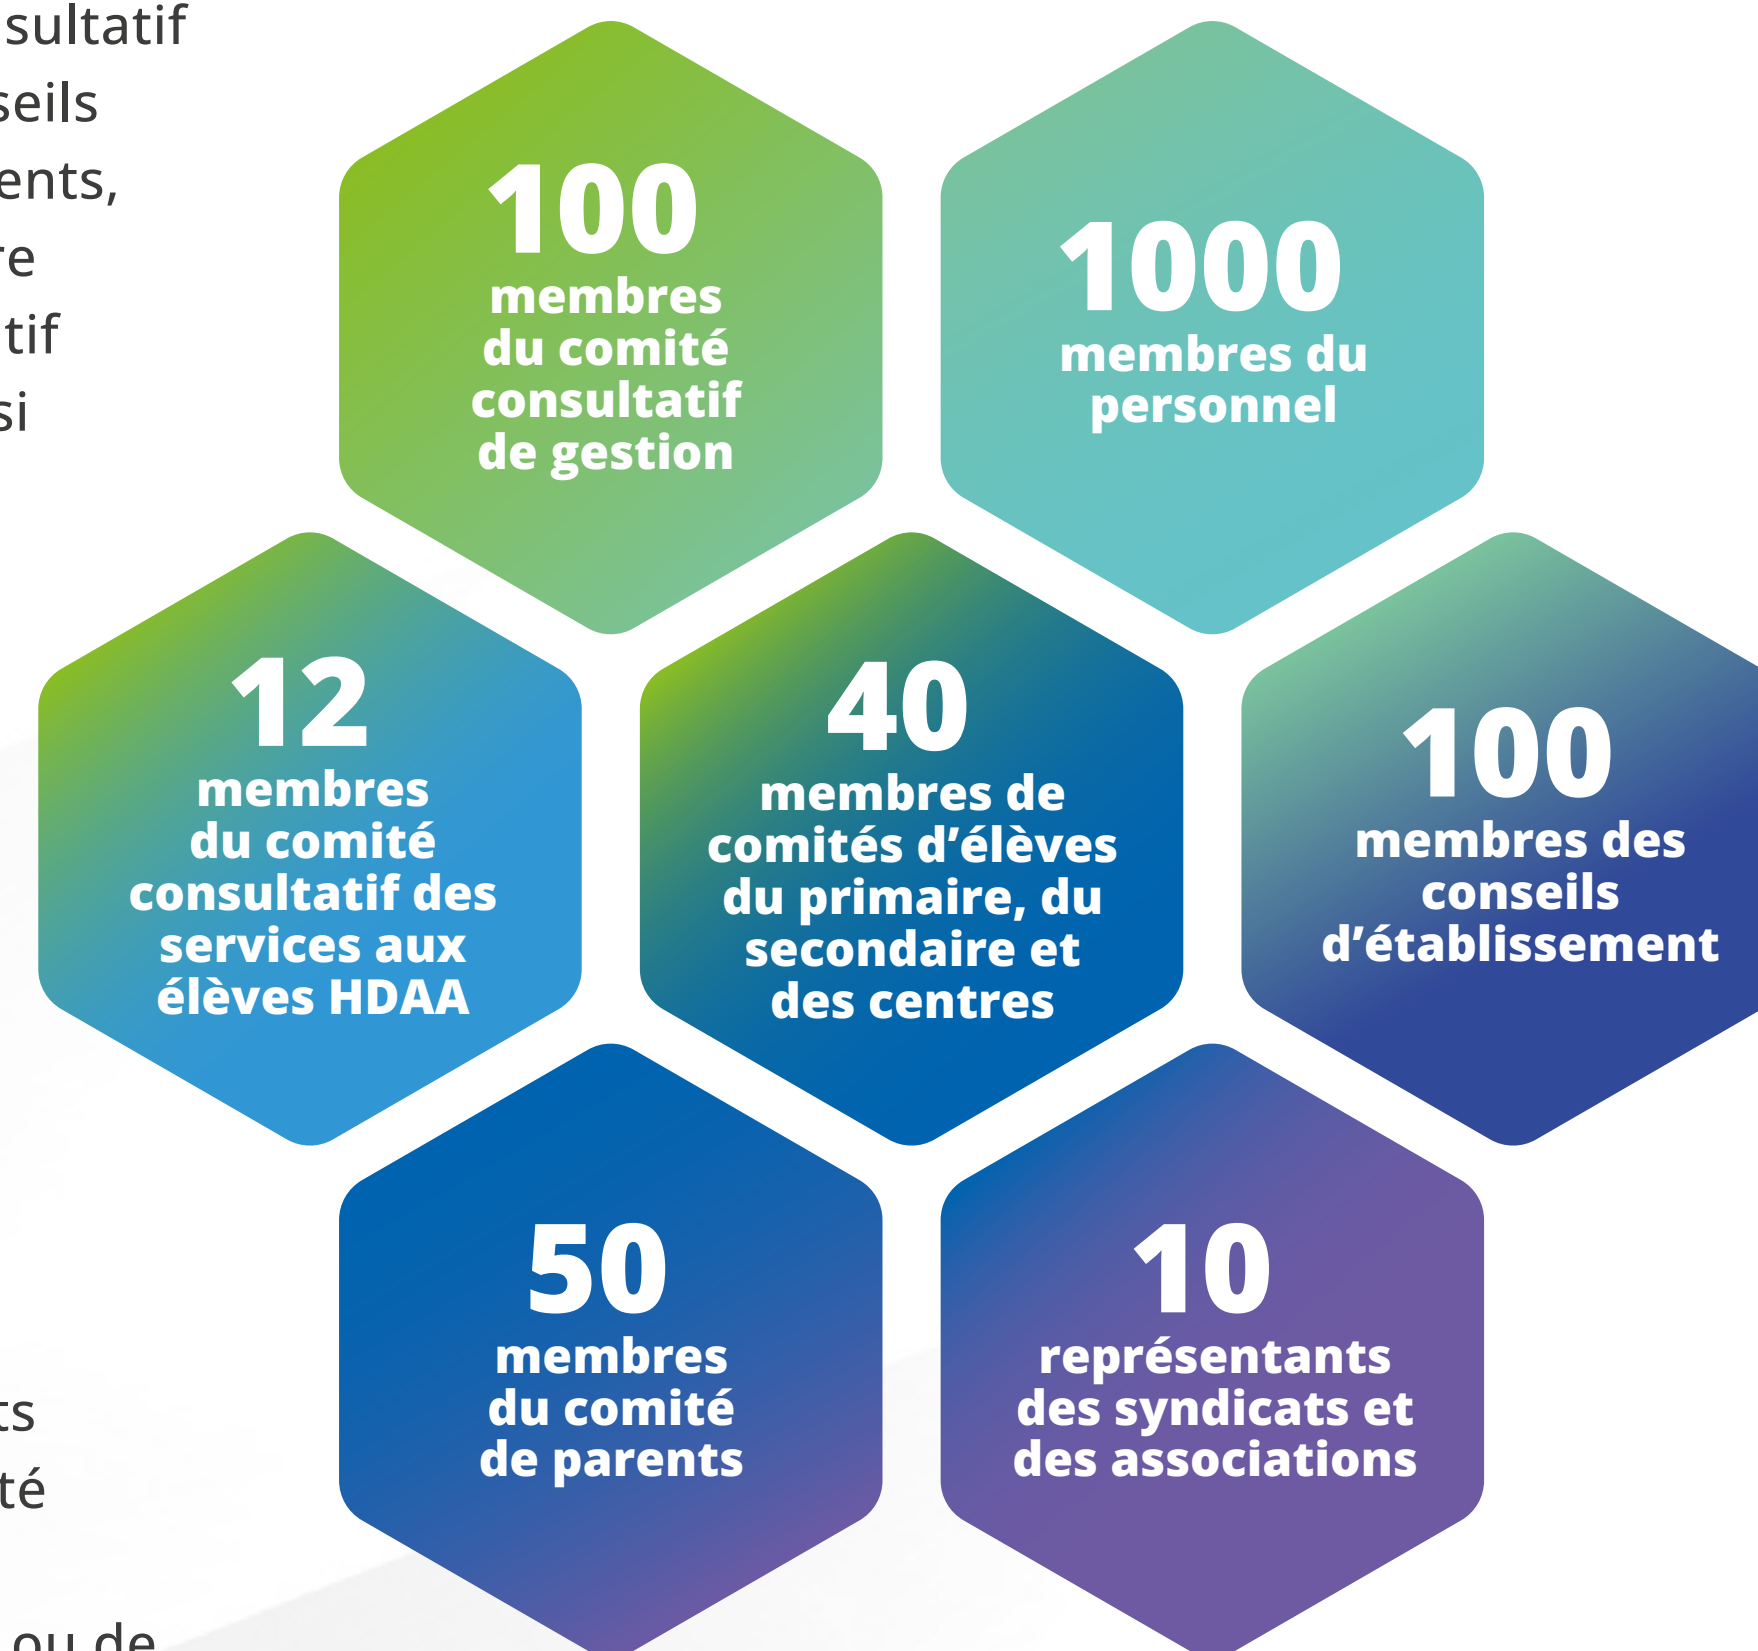 sultatif
seils
ents,
re
tif
si
100
membres
du comité
consultatif
de gestion
1000
membres du
personnel
12
membres
du comité
consultatif des
services aux
élèves HDAA
40
membres de
comités d’élèves
du primaire, du
secondaire et
des centres
100
membres des
conseils
d’établissement
50
membres
du comité
de parents
10
représentants
des syndicats et
des associations
ts
té
ou de